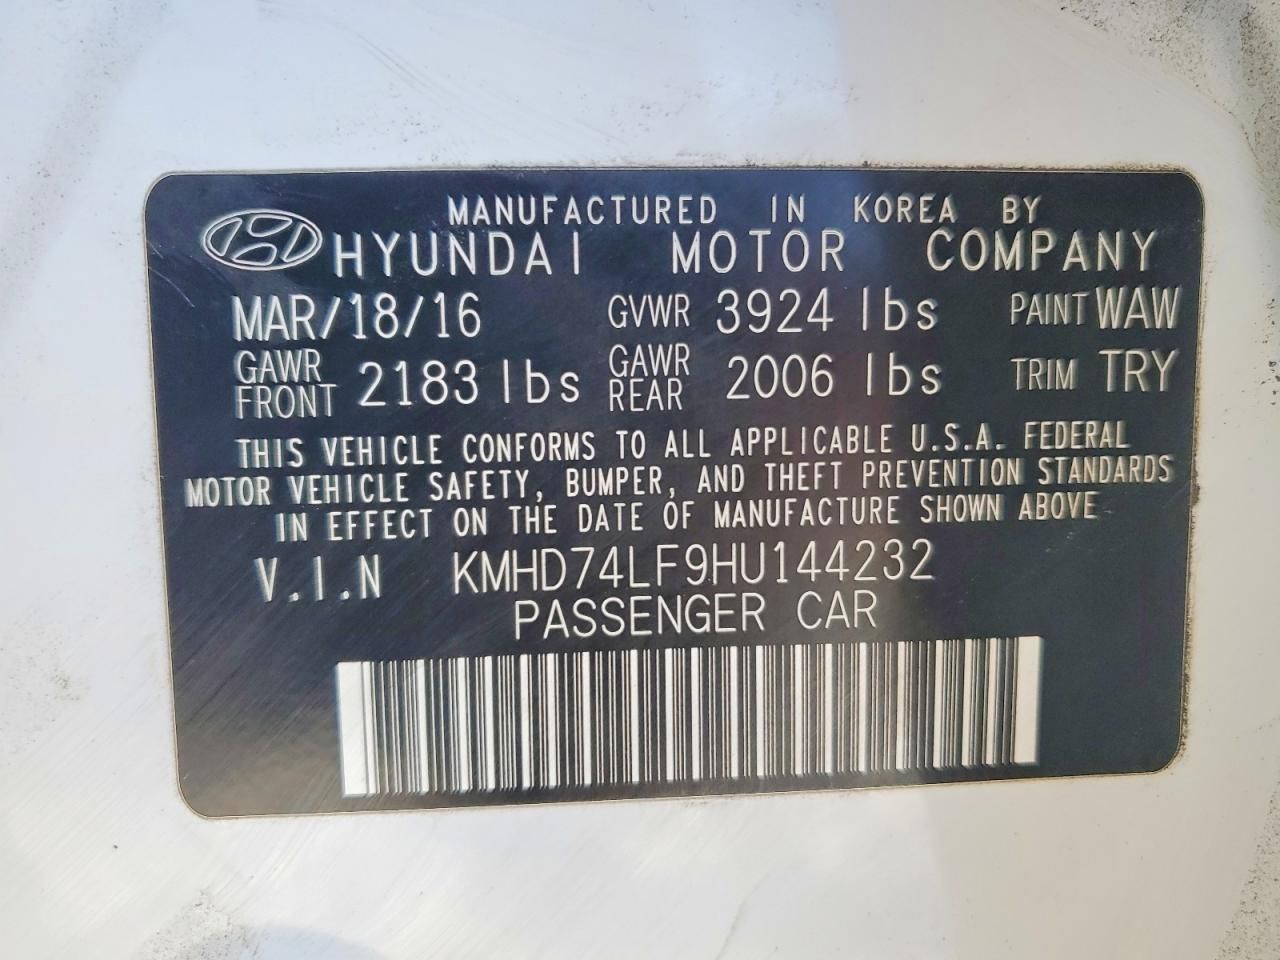 MANUFACTURED IN KOREA BY
HYUNDAI MOTOR COMPANY
MAR/18/16 GVWR 3924 lbs PAINT WAW
GAWR FRONT 2183 lbs GAWR REAR 2006 lbs TRIM TRY
THIS VEHICLE CONFORMS TO ALL APPLICABLE U.S.A. FEDERAL
MOTOR VEHICLE SAFETY, BUMPER, AND THEFT PREVENTION STANDARDS
IN EFFECT ON THE DATE OF MANUFACTURE SHOWN ABOVE
V.I.N KMHD74LF9HU144232
PASSENGER CAR